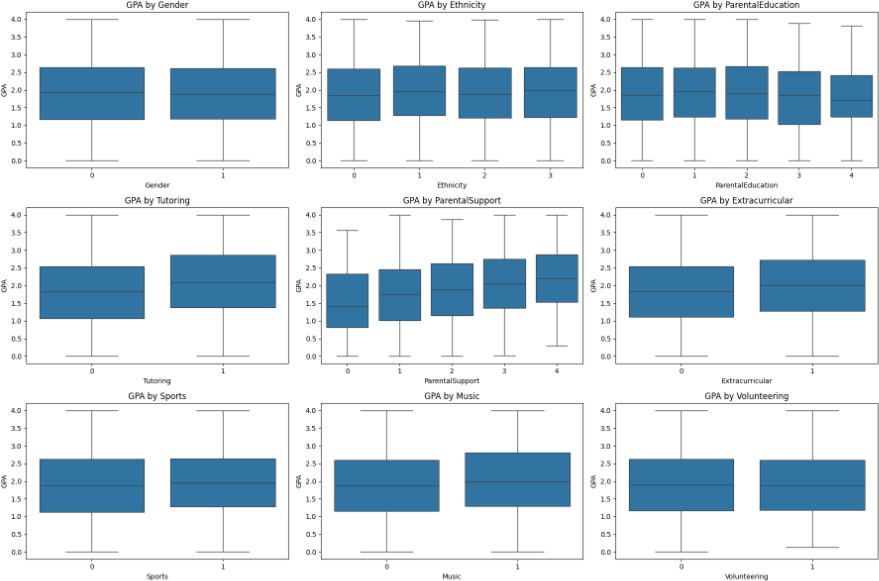 GPA by Gender
GPA by Ethnicity
GPA by ParentalEducation
4.0
3.5
3.0
2.5
2.0
1.5
1.0
0.5
0.0
GPA
0 1
Gender
4.0
3.5
3.0
2.5
2.0
1.5
1.0
0.5
0.0
GPA
0 1 2 3
Ethnicity
4.0
3.5
3.0
2.5
2.0
1.5
1.0
0.5
0.0
GPA
0 1 2 3 4
ParentalEducation
GPA by Tutoring
GPA by ParentalSupport
GPA by Extracurricular
4.0
3.5
3.0
2.5
2.0
1.5
1.0
0.5
0.0
GPA
0 1
Tutoring
4.0
3.5
3.0
2.5
2.0
1.5
1.0
0.5
0.0
GPA
0 1 2 3 4
ParentalSupport
4.0
3.5
3.0
2.5
2.0
1.5
1.0
0.5
0.0
GPA
0 1
Extracurricular
GPA by Sports
GPA by Music
GPA by Volunteering
4.0
3.5
3.0
2.5
2.0
1.5
1.0
0.5
0.0
GPA
0 1
Sports
4.0
3.5
3.0
2.5
2.0
1.5
1.0
0.5
0.0
GPA
0 1
Music
4.0
3.5
3.0
2.5
2.0
1.5
1.0
0.5
0.0
GPA
0 1
Volunteering